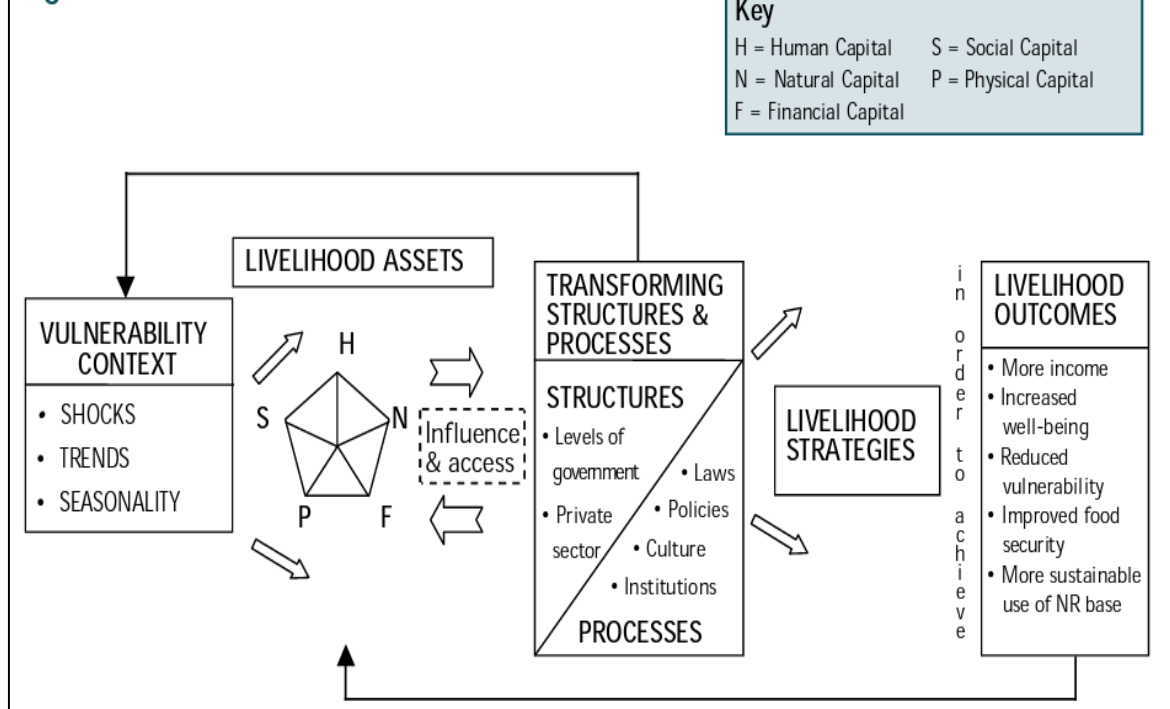 Key
H = Human Capital S = Social Capital
N = Natural Capital P = Physical Capital
F = Financial Capital
LIVELIHOOD ASSETS
VULNERABILITY
CONTEXT
• SHOCKS
• TRENDS
• SEASONALITY
H
S
N
P
F
Influence
& access
TRANSFORMING
STRUCTURES &
PROCESSES
STRUCTURES
• Levels of
government
• Private
sector
• Laws
• Policies
• Culture
• Institutions
PROCESSES
LIVELIHOOD
STRATEGIES
in order to achieve
LIVELIHOOD
OUTCOMES
• More income
• Increased
well-being
• Reduced
vulnerability
• Improved food
security
• More sustainable
use of NR base